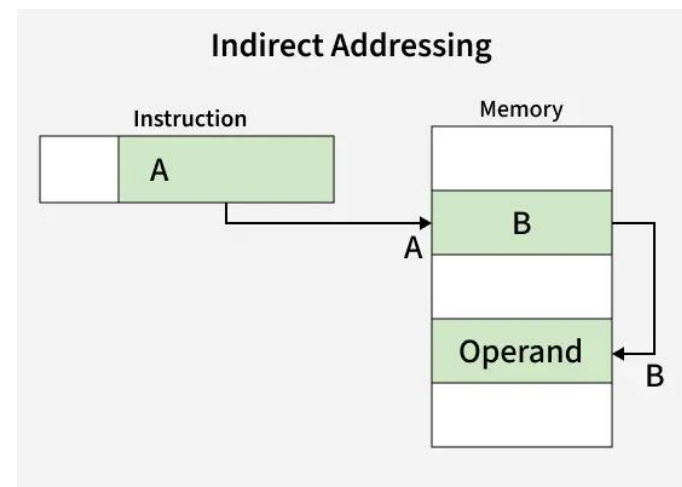 Indirect Addressing
Instruction
Memory
A
B
A
Operand
B